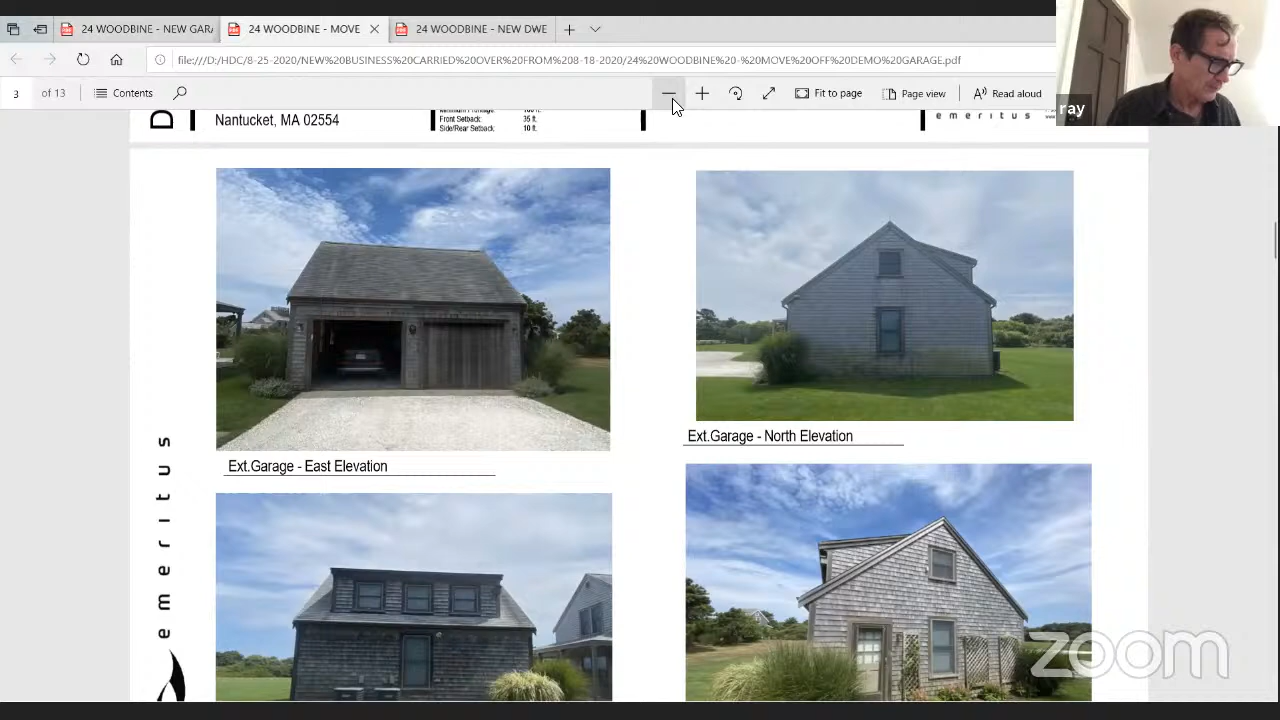 24 WOODBINE - NEW GAR
24 WOODBINE - MOVE
24 WOODBINE - NEW DWE
file:///D:/HDC/8-25-2020/NEW%20BUSINESS%20CARRIED%20OVER%20FROM%208-18-2020/24%20WOODBINE%20-%20MOVE%20OFF%20DEMO%20GARAGE.pdf
3 of 13
Contents
Fit to page
Page view
Read aloud
ray
D
Nantucket, MA 02554
Front Setback: 35 ft.
Side/Rear Setback: 10 ft.
emeritus
Ext.Garage - East Elevation
Ext.Garage - North Elevation
emeritus
zoom